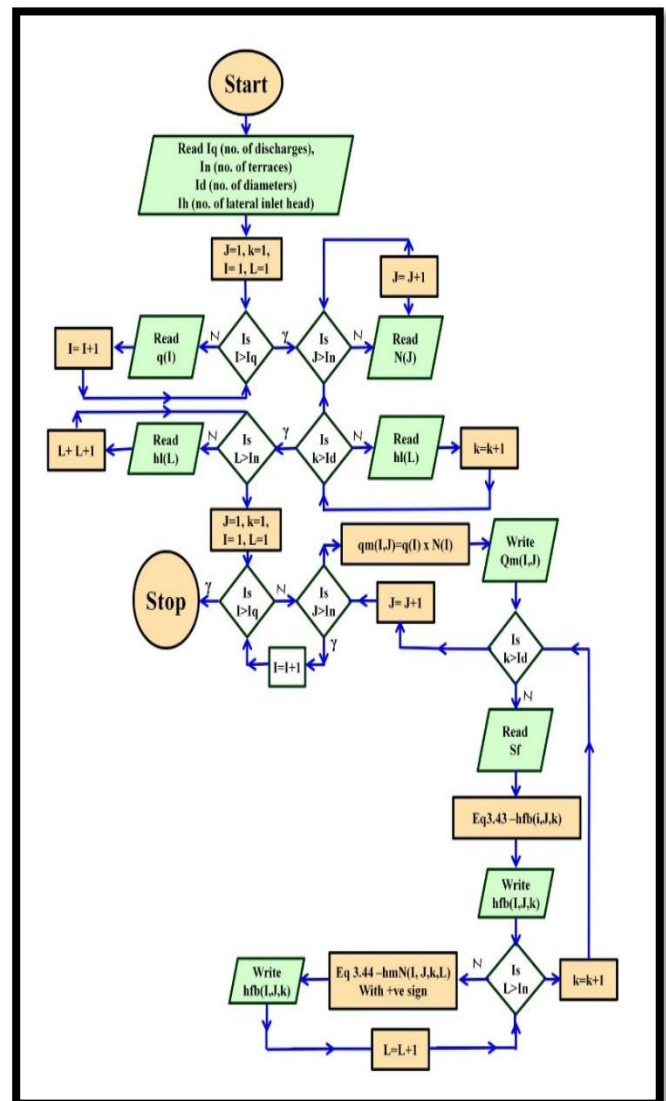 Start
Read Iq (no. of discharges),
In (no. of terraces)
Id (no. of diameters)
Ih (no. of lateral inlet head)
J=1, k=1,
I= 1, L=1
J= J+1
I= I+1
Read
q(I)
N
Is
I>Iq
γ
Is
J>In
N
Read
N(J)
L+ L+1
Read
hl(L)
N
Is
L>In
γ
Is
k>Id
N
Read
hl(L)
k=k+1
J=1, k=1,
I= 1, L=1
qm(I,J)=q(I) x N(I)
Write
Qm(I,J)
Stop
γ
Is
I>Iq
N
Is
J>In
γ
J= J+1
I=I+1
Is
k>Id
N
Read
Sf
Eq3.43 –hfb(i,J,k)
Write
hfb(I,J,k)
Write
hfb(I,J,k)
Eq 3.44 –hmN(I, J,k,L)
With +ve sign
N
Is
L>In
k=k+1
L=L+1